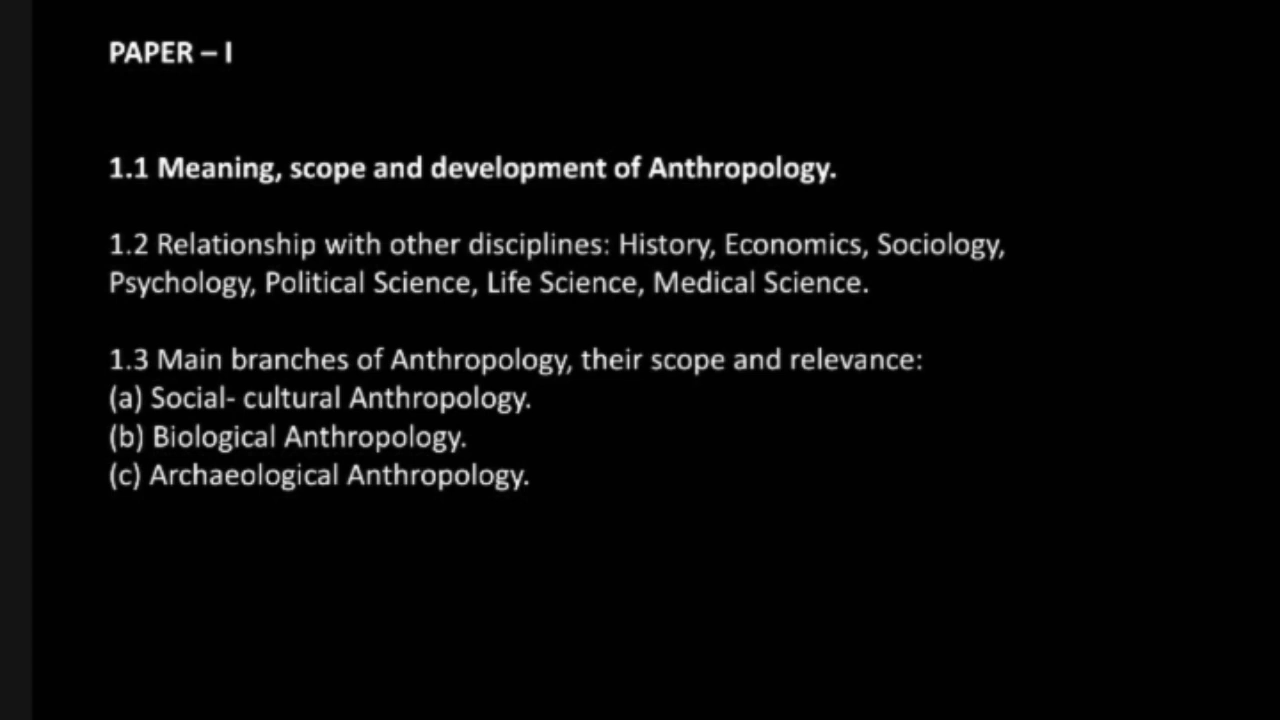 PAPER – I
1.1 Meaning, scope and development of Anthropology.
1.2 Relationship with other disciplines: History, Economics, Sociology,
Psychology, Political Science, Life Science, Medical Science.
1.3 Main branches of Anthropology, their scope and relevance:
(a) Social- cultural Anthropology.
(b) Biological Anthropology.
(c) Archaeological Anthropology.